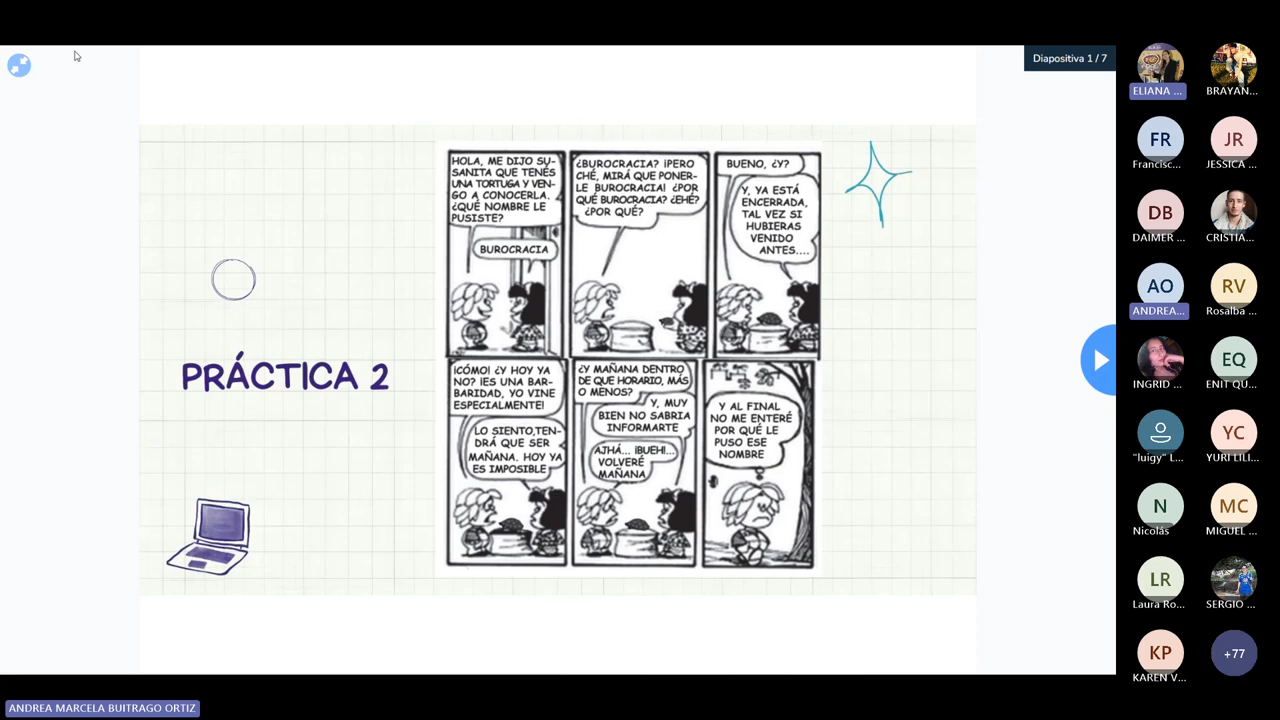 Diapositiva 1 / 7
PRÁCTICA 2
HOLA, ME DIJO SU-
SANITA QUE TENÉS
UNA TORTUGA Y VEN-
GO A CONOCERLA.
¿QUÉ NOMBRE LE
PUSISTE?
BUROCRACIA
¿BUROCRACIA? ¡PERO
CHÉ, MIRÁ QUE PONER-
LE BUROCRACIA! ¿POR
QUÉ BUROCRACIA? ¿EHÉ?
¿POR QUÉ?
BUENO, ¿Y?
Y, YA ESTÁ
ENCERRADA,
TAL VEZ SI
HUBIERAS
VENIDO
ANTES....
¡CÓMO! ¿Y HOY YA
NO? ¡ES UNA BAR-
BARIDAD, YO VINE
ESPECIALMENTE!
LO SIENTO,TEN-
DRÁ QUE SER
MAÑANA. HOY YA
ES IMPOSIBLE
¿Y MAÑANA DENTRO
DE QUE HORARIO, MÁS
O MENOS?
Y, MUY
BIEN NO SABRIA
INFORMARTE
AJHÁ... ¡BUEH!...
VOLVERÉ
MAÑANA
Y AL FINAL
NO ME ENTERÉ
POR QUÉ LE
PUSO ESE
NOMBRE
ELIANA ...
BRAYAN...
FR
Francisc...
JR
JESSICA ...
DB
DAIMER ...
CRISTIA...
AO
ANDREA...
RV
Rosalba ...
INGRID ...
EQ
ENIT QU...
"luigy" L...
YC
YURI LILI...
N
Nicolás
MC
MIGUEL ...
LR
Laura Ro...
SERGIO ...
KP
KAREN V...
+77
ANDREA MARCELA BUITRAGO ORTIZ